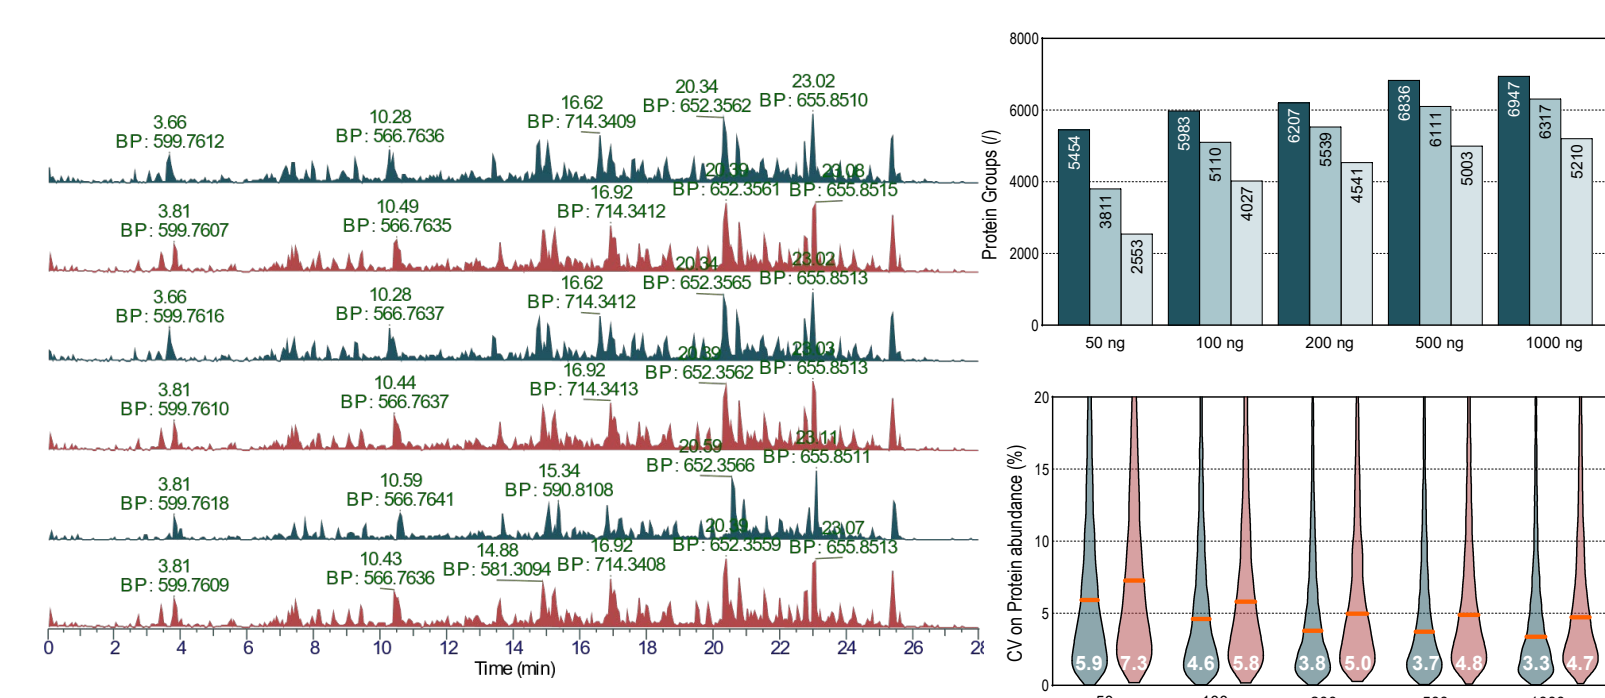 3.66
BP: 599.7612
10.28
BP: 566.7636
16.62
BP: 714.3409
20.34
BP: 652.3562
23.02
BP: 655.8510
3.81
BP: 599.7607
10.49
BP: 566.7635
16.92
BP: 714.3412
20.39
BP: 652.3561
23.08
BP: 655.8515
3.66
BP: 599.7616
10.28
BP: 566.7637
16.62
BP: 714.3412
20.34
BP: 652.3565
23.02
BP: 655.8513
3.81
BP: 599.7610
10.44
BP: 566.7637
16.92
BP: 714.3413
20.39
BP: 652.3562
23.03
BP: 655.8513
3.81
BP: 599.7618
10.59
BP: 566.7641
15.34
BP: 590.8108
20.59
BP: 652.3566
23.11
BP: 655.8511
3.81
BP: 599.7609
10.43
BP: 566.7636
14.88
BP: 581.3094
16.92
BP: 714.3408
20.39
BP: 652.3559
23.07
BP: 655.8513
0 2 4 6 8 10 12 14 16 18 20 22 24 26
Time (min)
Protein Groups (/)
8000
6000
4000
2000
0
5454 3811 2553
5983 5110 4027
6207 5539 4541
6836 6111 5003
6947 6317 5210
50 ng 100 ng 200 ng 500 ng 1000 ng
CV on Protein abundance (%)
20
15
10
5
0
5.9 7.3 4.6 5.8 3.8 5.0 3.7 4.8 3.3 4.7